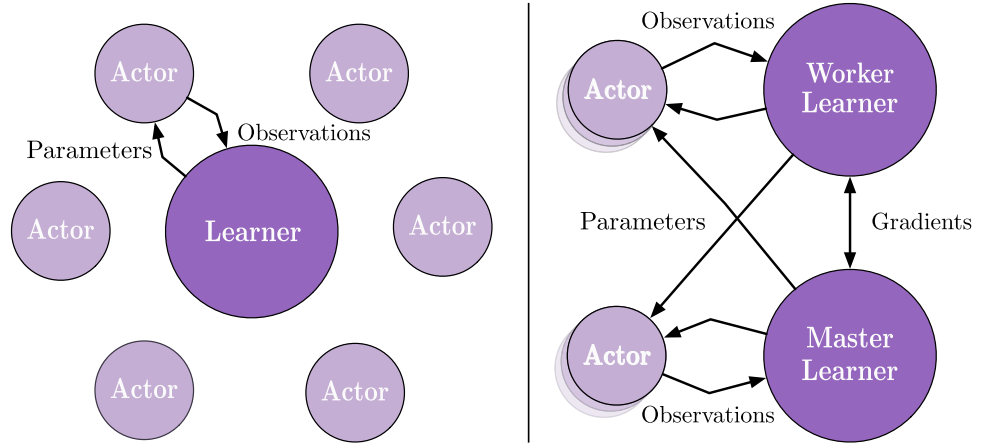 Actor
Actor
Observations
Parameters
Actor
Learner
Actor
Actor
Actor
Observations
Actor
Worker
Learner
Parameters
Gradients
Actor
Master
Learner
Observations